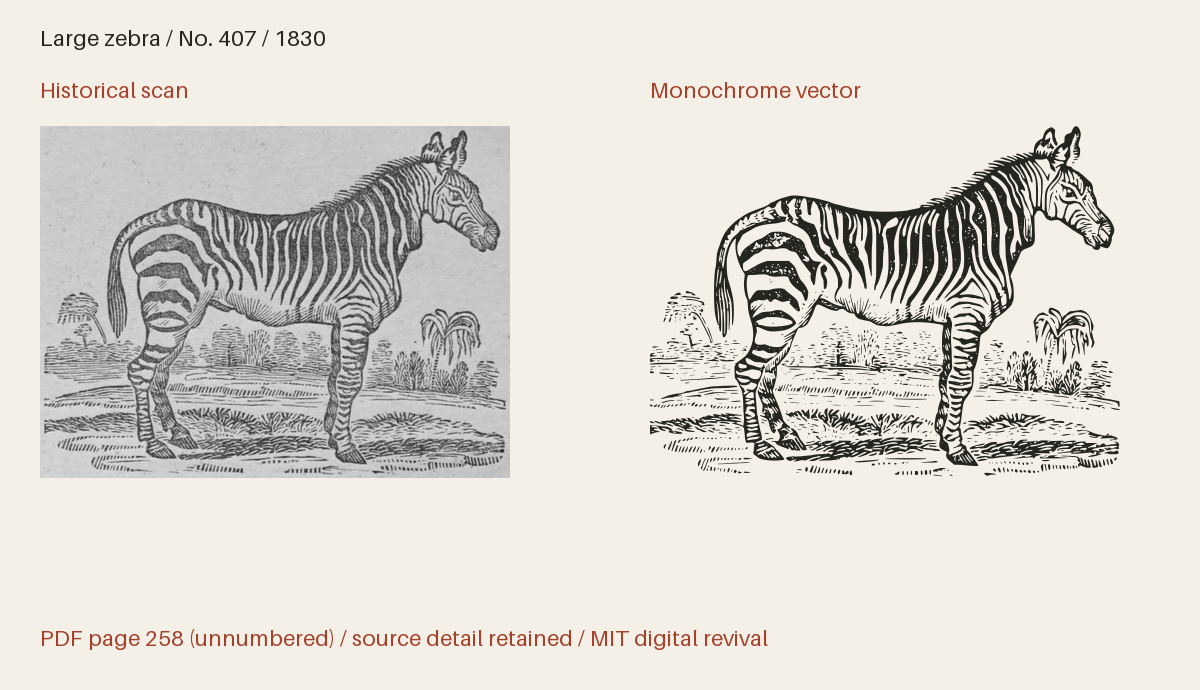 Large zebra / No. 407 / 1830
Historical scan
Monochrome vector
PDF page 258 (unnumbered) / source detail retained / MIT digital revival